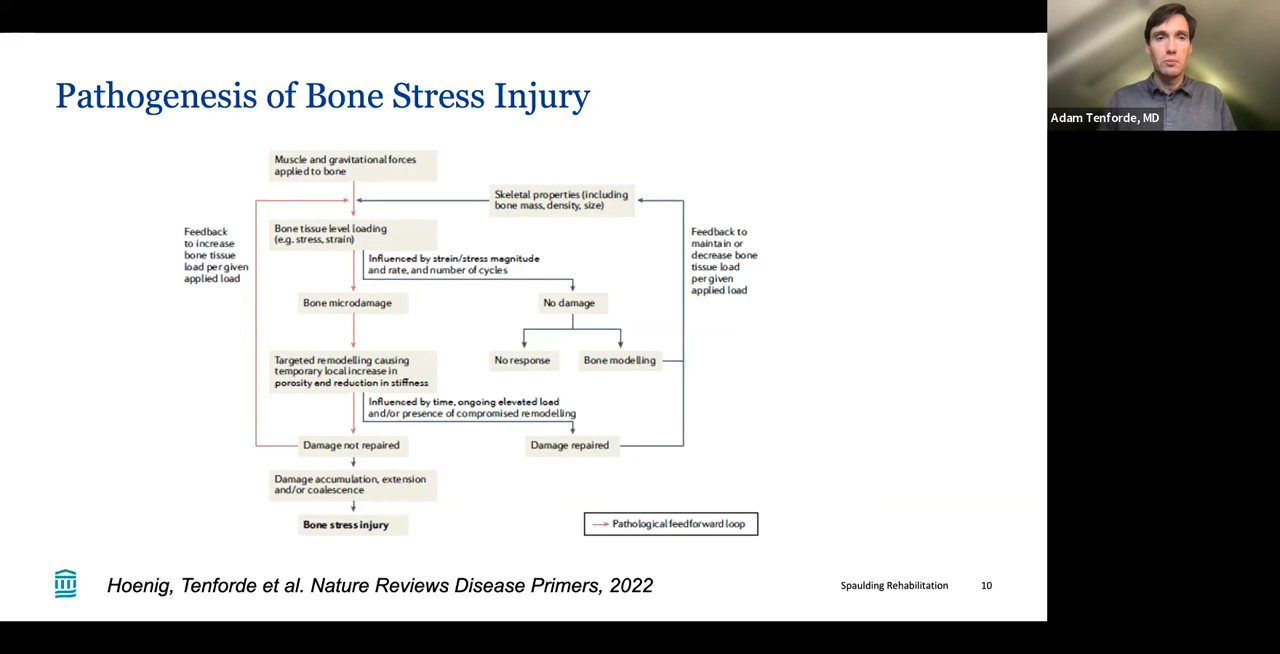 Pathogenesis of Bone Stress Injury
Adam Tenforde, MD
Muscle and gravitational forces
applied to bone
Skeletal properties (including
bone mass, density, size)
Feedback
to increase
bone tissue
load per given
applied load
Bone tissue level loading
(e.g. stress, strain)
Feedback to
maintain or
decrease bone
tissue load
per given
applied load
Influenced by strain/stress magnitude
and rate, and number of cycles
Bone microdamage
No damage
Targeted remodelling causing
temporary local increase in
porosity and reduction in stiffness
No response
Bone modelling
Influenced by time, ongoing elevated load
and/or presence of compromised remodelling
Damage not repaired
Damage repaired
Damage accumulation, extension
and/or coalescence
Bone stress injury
Pathological feedforward loop
Hoenig, Tenforde et al. Nature Reviews Disease Primers, 2022
Spaulding Rehabilitation
10